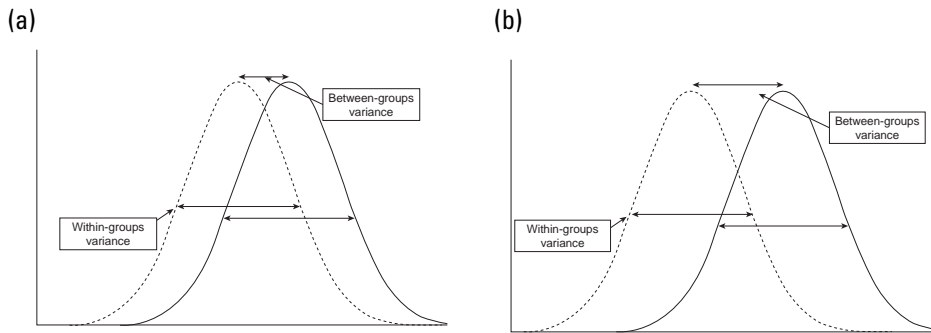 (a)
Between-groups
variance
Within-groups
variance
(b)
Between-groups
variance
Within-groups
variance